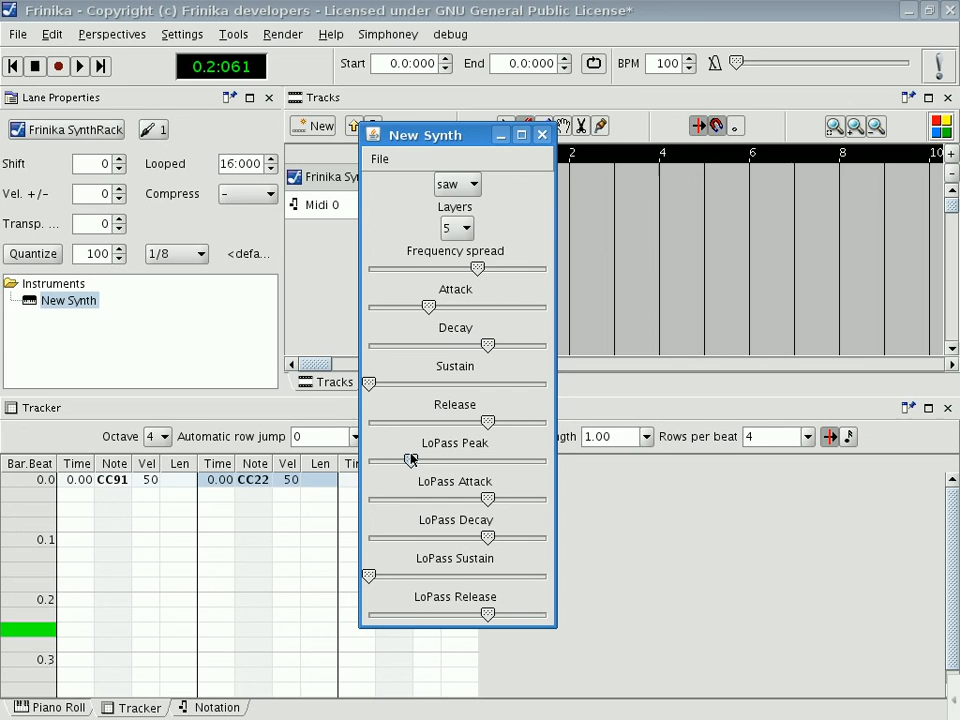 Frinika - Copyright (c) Frinika developers - Licensed under GNU General Public License*
File Edit Perspectives Settings Tools Render Help Simphoney debug
0.2:061 Start 0.0:000 End 0.0:000 BPM 100
Lane Properties
Tracks
Frinika SynthRack 1
New
Shift 0 Looped 16:000
Vel. +/- 0 Compress –
Transp. ... 0
Quantize 100 1/8 <defa...
Instruments
New Synth
2 4 6 8 10
Frinika Sy
Midi 0
Tracks
New Synth
File
saw
Layers
5
Frequency spread
Attack
Decay
Sustain
Release
LoPass Peak
LoPass Attack
LoPass Decay
LoPass Sustain
LoPass Release
Tracker
Octave 4 Automatic row jump 0 1.00 Rows per beat 4
Bar.Beat Time Note Vel Len Time Note Vel Len
0.0 0.00 CC91 50 0.00 CC22 50
0.1
0.2
0.3
Piano Roll Tracker Notation